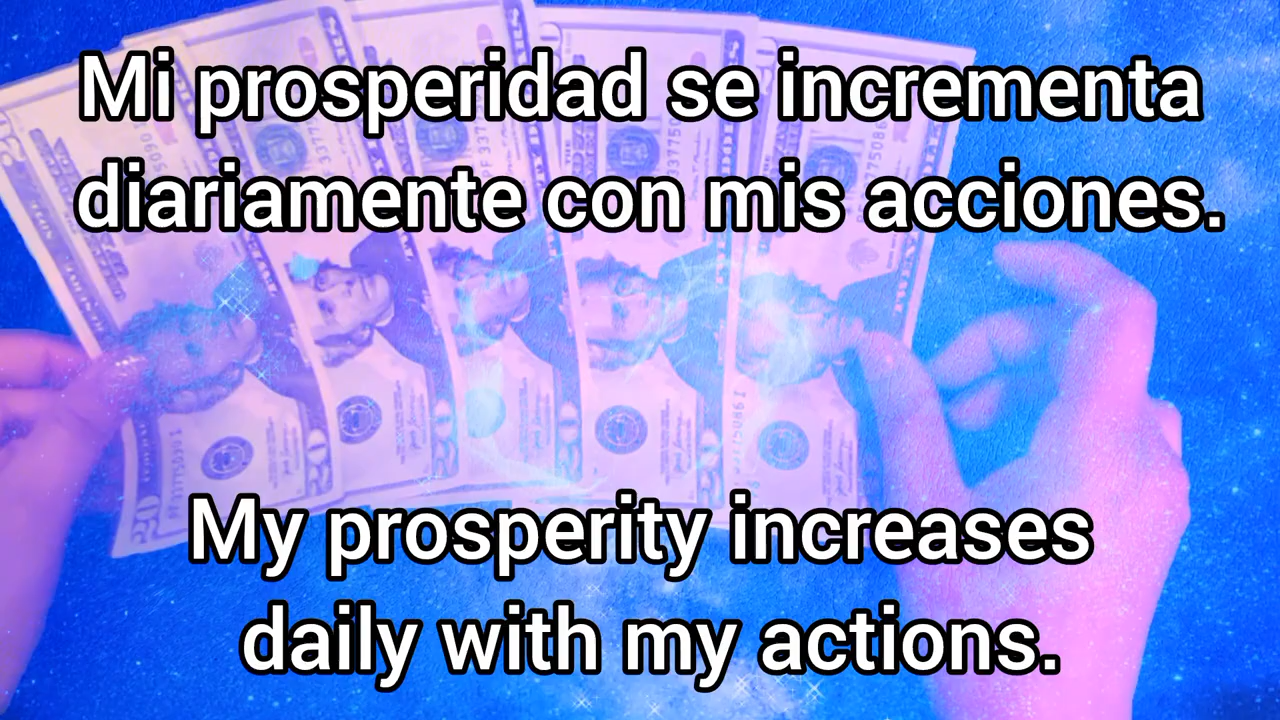 Mi prosperidad se incrementa
diariamente con mis acciones.
My prosperity increases
daily with my actions.